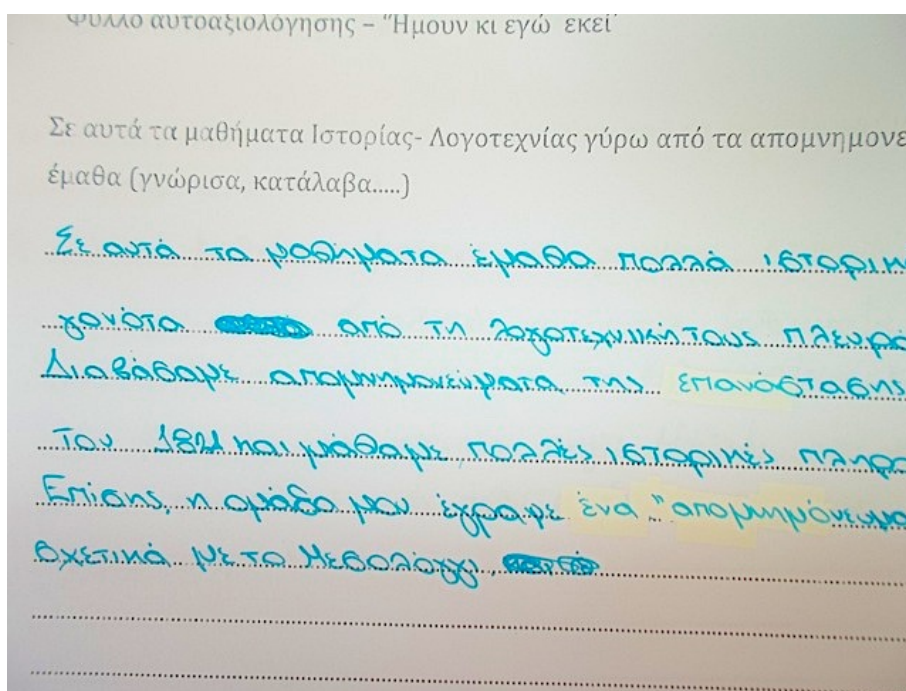 Φύλλο αυτοαξιολόγησης – "Ήμουν κι εγώ εκεί"
Σε αυτά τα μαθήματα Ιστορίας- Λογοτεχνίας γύρω από τα απομνημονε
έμαθα (γνώρισα, κατάλαβα.....)
Σε αυτά τα μαθήματα έμαθα πολλά ιστορικ
γονότα από τη λογοτεχνική τους πλευρά
Διαβάσαμε απομνημονεύματα της επανάστασης
του 1821 και μάθαμε πολλές ιστορικές πληρο
Επίσης, η ομάδα μου έγραψε ένα "απομνημόνευμα
σχετικά με το Μεσολόγγι,